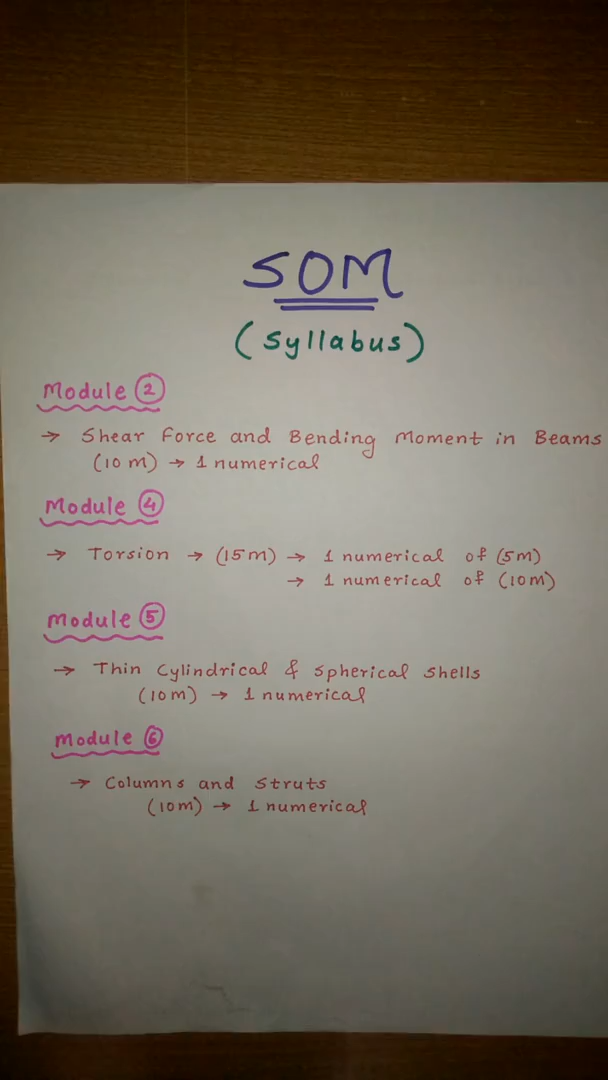 SOM
(Syllabus)
Module 2
→ Shear Force and Bending Moment in Beams
(10 M) → 1 numerical
Module 4
→ Torsion → (15m) → 1 numerical of (5m)
→ 1 numerical of (10m)
Module 5
→ Thin Cylindrical & Spherical Shells
(10m) → 1 numerical
Module 6
→ Columns and Struts
(10m) → 1 numerical